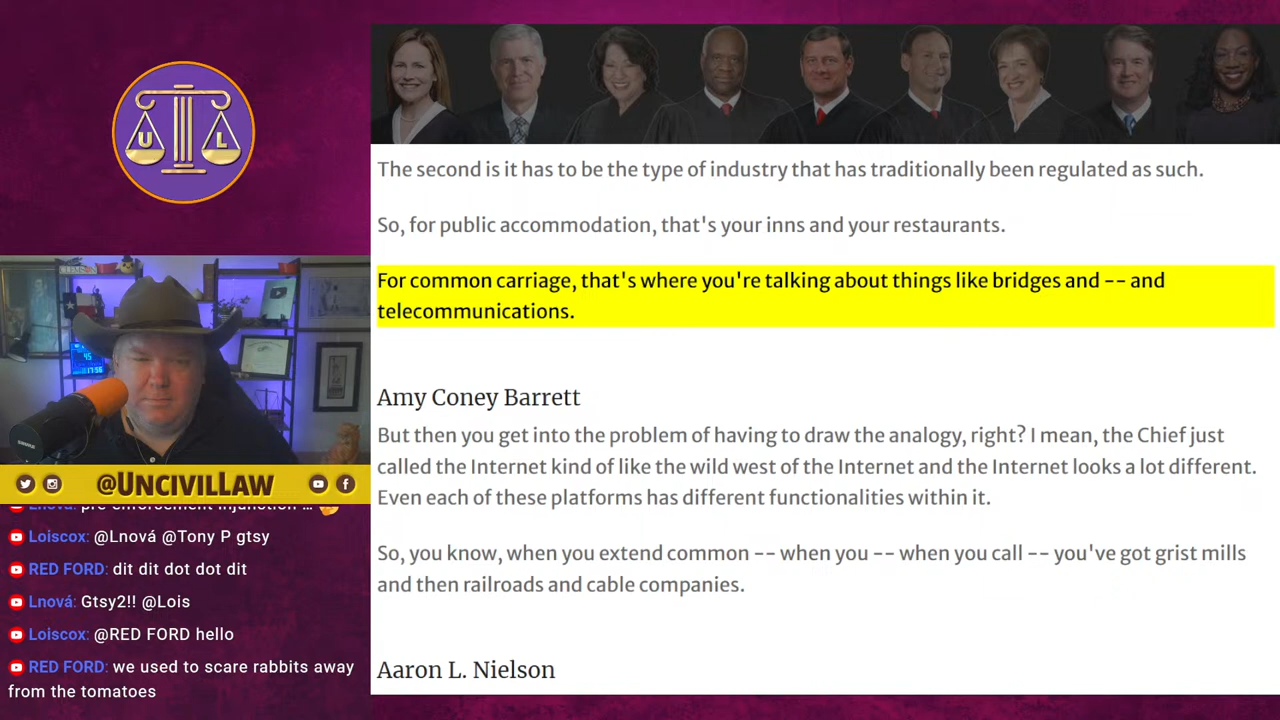 U L
The second is it has to be the type of industry that has traditionally been regulated as such.
So, for public accommodation, that's your inns and your restaurants.
For common carriage, that's where you're talking about things like bridges and -- and
telecommunications.
Amy Coney Barrett
But then you get into the problem of having to draw the analogy, right? I mean, the Chief just
called the Internet kind of like the wild west of the Internet and the Internet looks a lot different.
Even each of these platforms has different functionalities within it.
So, you know, when you extend common -- when you -- when you call -- you've got grist mills
and then railroads and cable companies.
Aaron L. Nielson
45
17:56
@UNCIVILLAW
Lnová: pre enforcement injunction ...
Loiscox: @Lnová @Tony P gtsy
RED FORD: dit dit dot dot dit
Lnová: Gtsy2!! @Lois
Loiscox: @RED FORD hello
RED FORD: we used to scare rabbits away
from the tomatoes